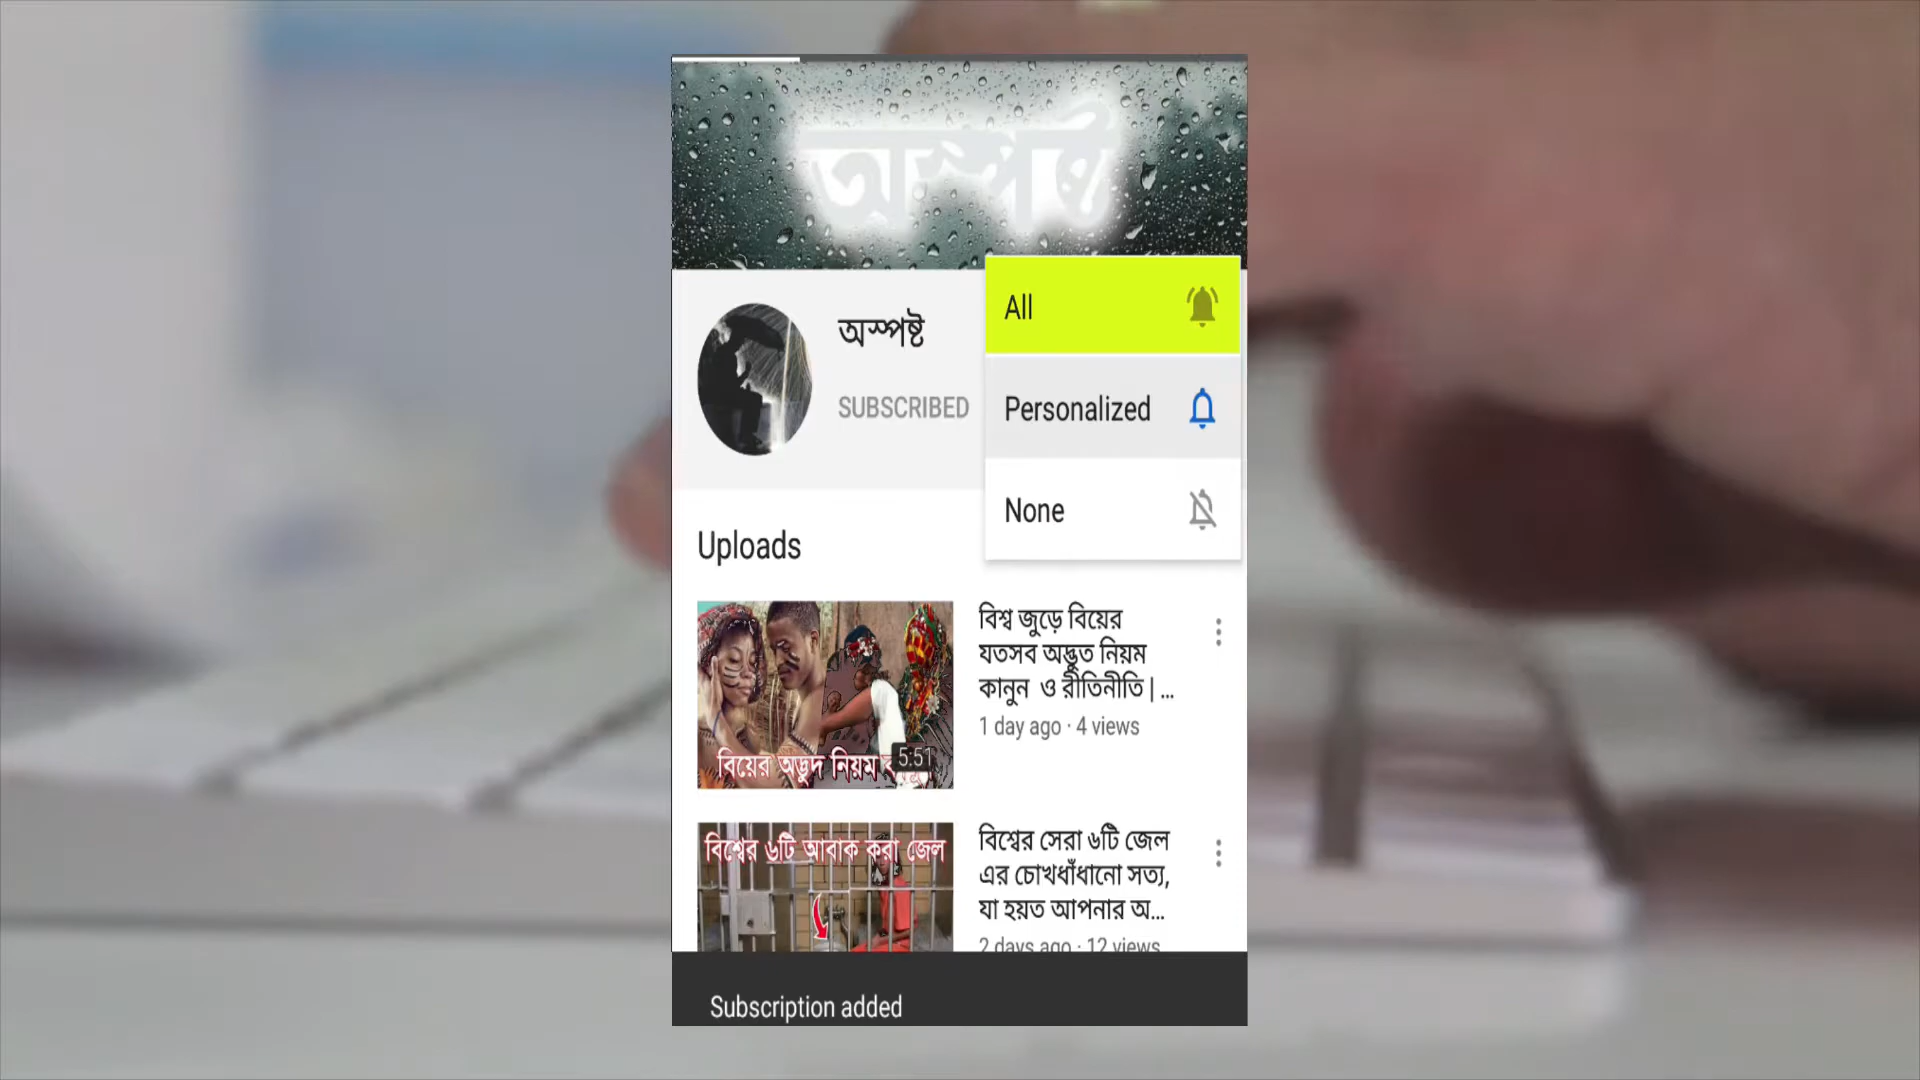 অস্পষ্ট
All
অস্পষ্ট
SUBSCRIBED
Personalized
None
Uploads
বিশ্ব জুড়ে বিয়ের
যতসব অদ্ভুত নিয়ম
কানুন ও রীতিনীতি | ...
1 day ago · 4 views
বিয়ের অদ্ভুদ নিয়ম
5:51
বিশ্বের ৬টি আবাক করা জেল
বিশ্বের সেরা ৬টি জেল
এর চোখধাঁধানো সত্য,
যা হয়ত আপনার অ...
2 days ago · 12 views
Subscription added